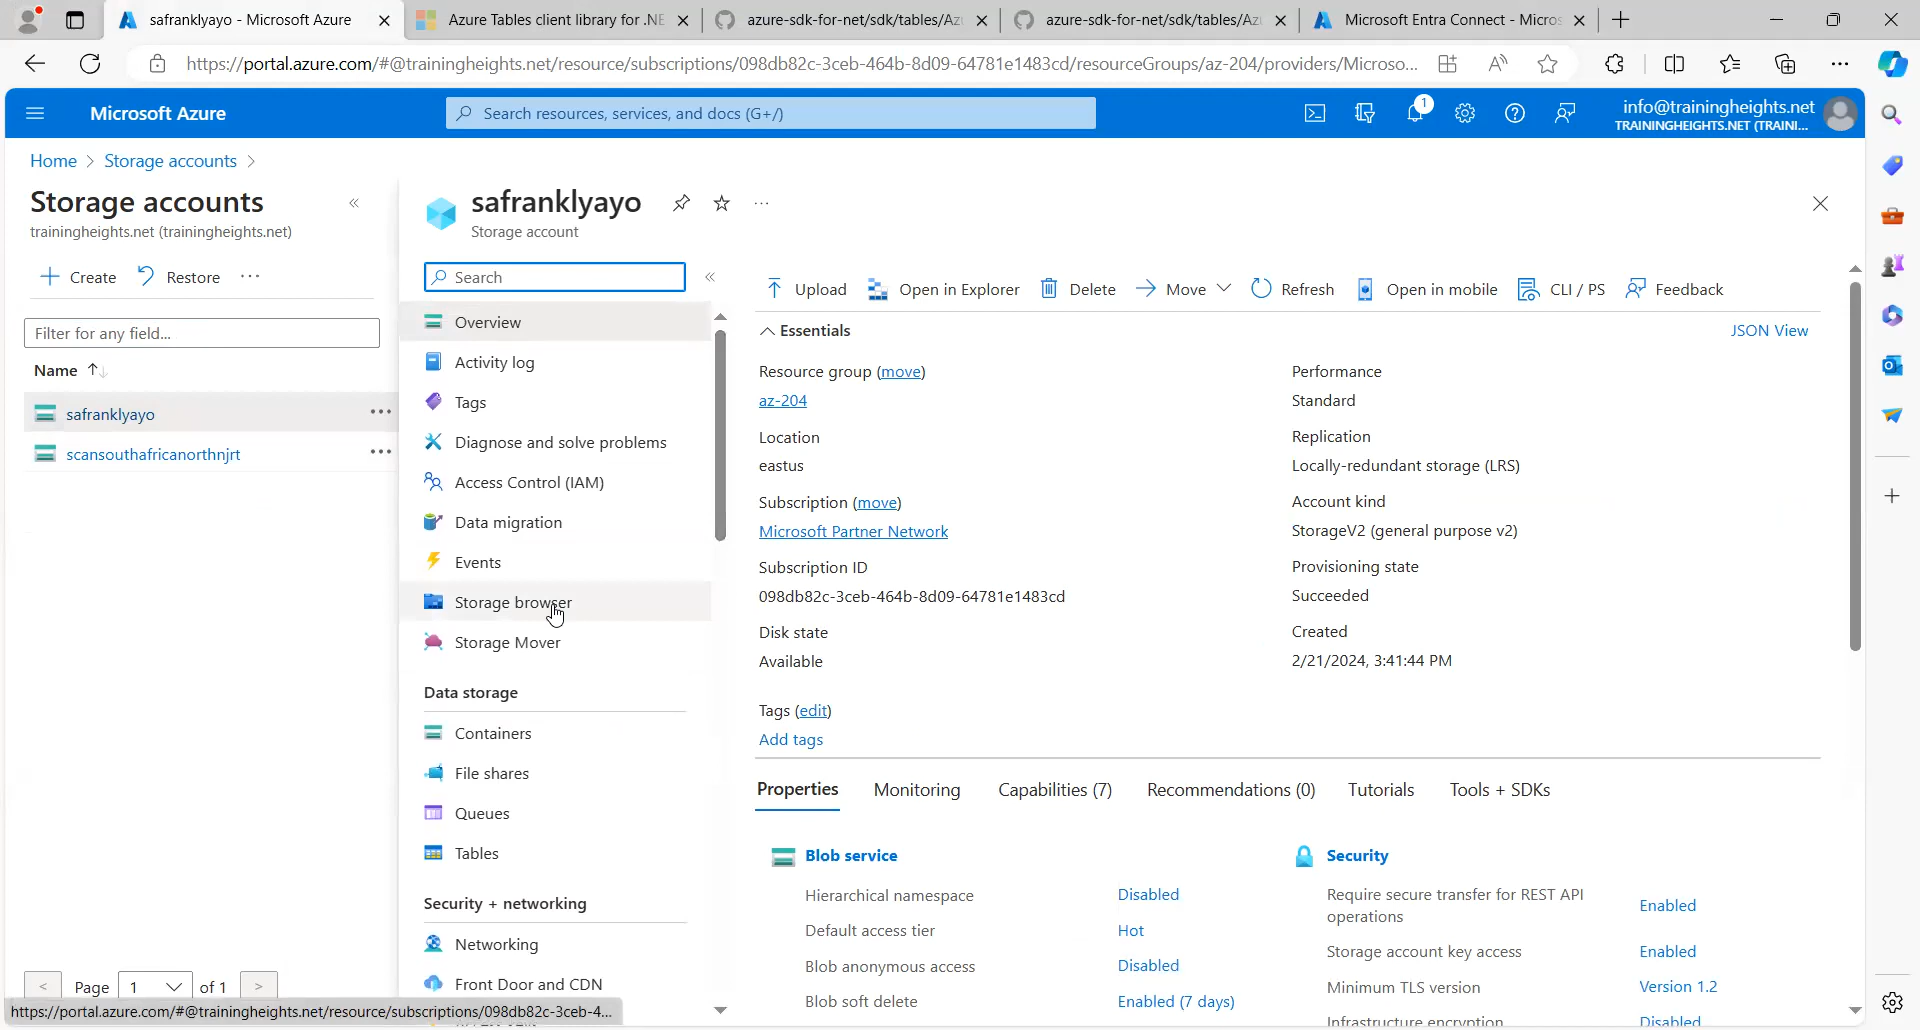 safranklyayo - Microsoft Azure
Azure Tables client library for .NE
azure-sdk-for-net/sdk/tables/Az
azure-sdk-for-net/sdk/tables/Az
Microsoft Entra Connect - Micros
https://portal.azure.com/#@trainingheights.net/resource/subscriptions/098db82c-3ceb-464b-8d09-64781e1483cd/resourceGroups/az-204/providers/Microso...
Microsoft Azure
Search resources, services, and docs (G+/)
1
info@trainingheights.net
TRAININGHEIGHTS.NET (TRAINI...
Home > Storage accounts >
Storage accounts
trainingheights.net (trainingheights.net)
Create
Restore
Filter for any field...
Name
safranklyayo
scansouthafricanorthnjrt
< Page 1 of 1 >
safranklyayo
Storage account
Search
Overview
Activity log
Tags
Diagnose and solve problems
Access Control (IAM)
Data migration
Events
Storage browser
Storage Mover
Data storage
Containers
File shares
Queues
Tables
Security + networking
Networking
Front Door and CDN
Upload
Open in Explorer
Delete
Move
Refresh
Open in mobile
CLI / PS
Feedback
Essentials
JSON View
Resource group (move)
az-204
Location
eastus
Subscription (move)
Microsoft Partner Network
Subscription ID
098db82c-3ceb-464b-8d09-64781e1483cd
Disk state
Available
Tags (edit)
Add tags
Performance
Standard
Replication
Locally-redundant storage (LRS)
Account kind
StorageV2 (general purpose v2)
Provisioning state
Succeeded
Created
2/21/2024, 3:41:44 PM
Properties
Monitoring
Capabilities (7)
Recommendations (0)
Tutorials
Tools + SDKs
Blob service
Hierarchical namespace Disabled
Default access tier Hot
Blob anonymous access Disabled
Blob soft delete Enabled (7 days)
Security
Require secure transfer for REST API
operations Enabled
Storage account key access Enabled
Minimum TLS version Version 1.2
Infrastructure encryption Disabled
https://portal.azure.com/#@trainingheights.net/resource/subscriptions/098db82c-3ceb-4...